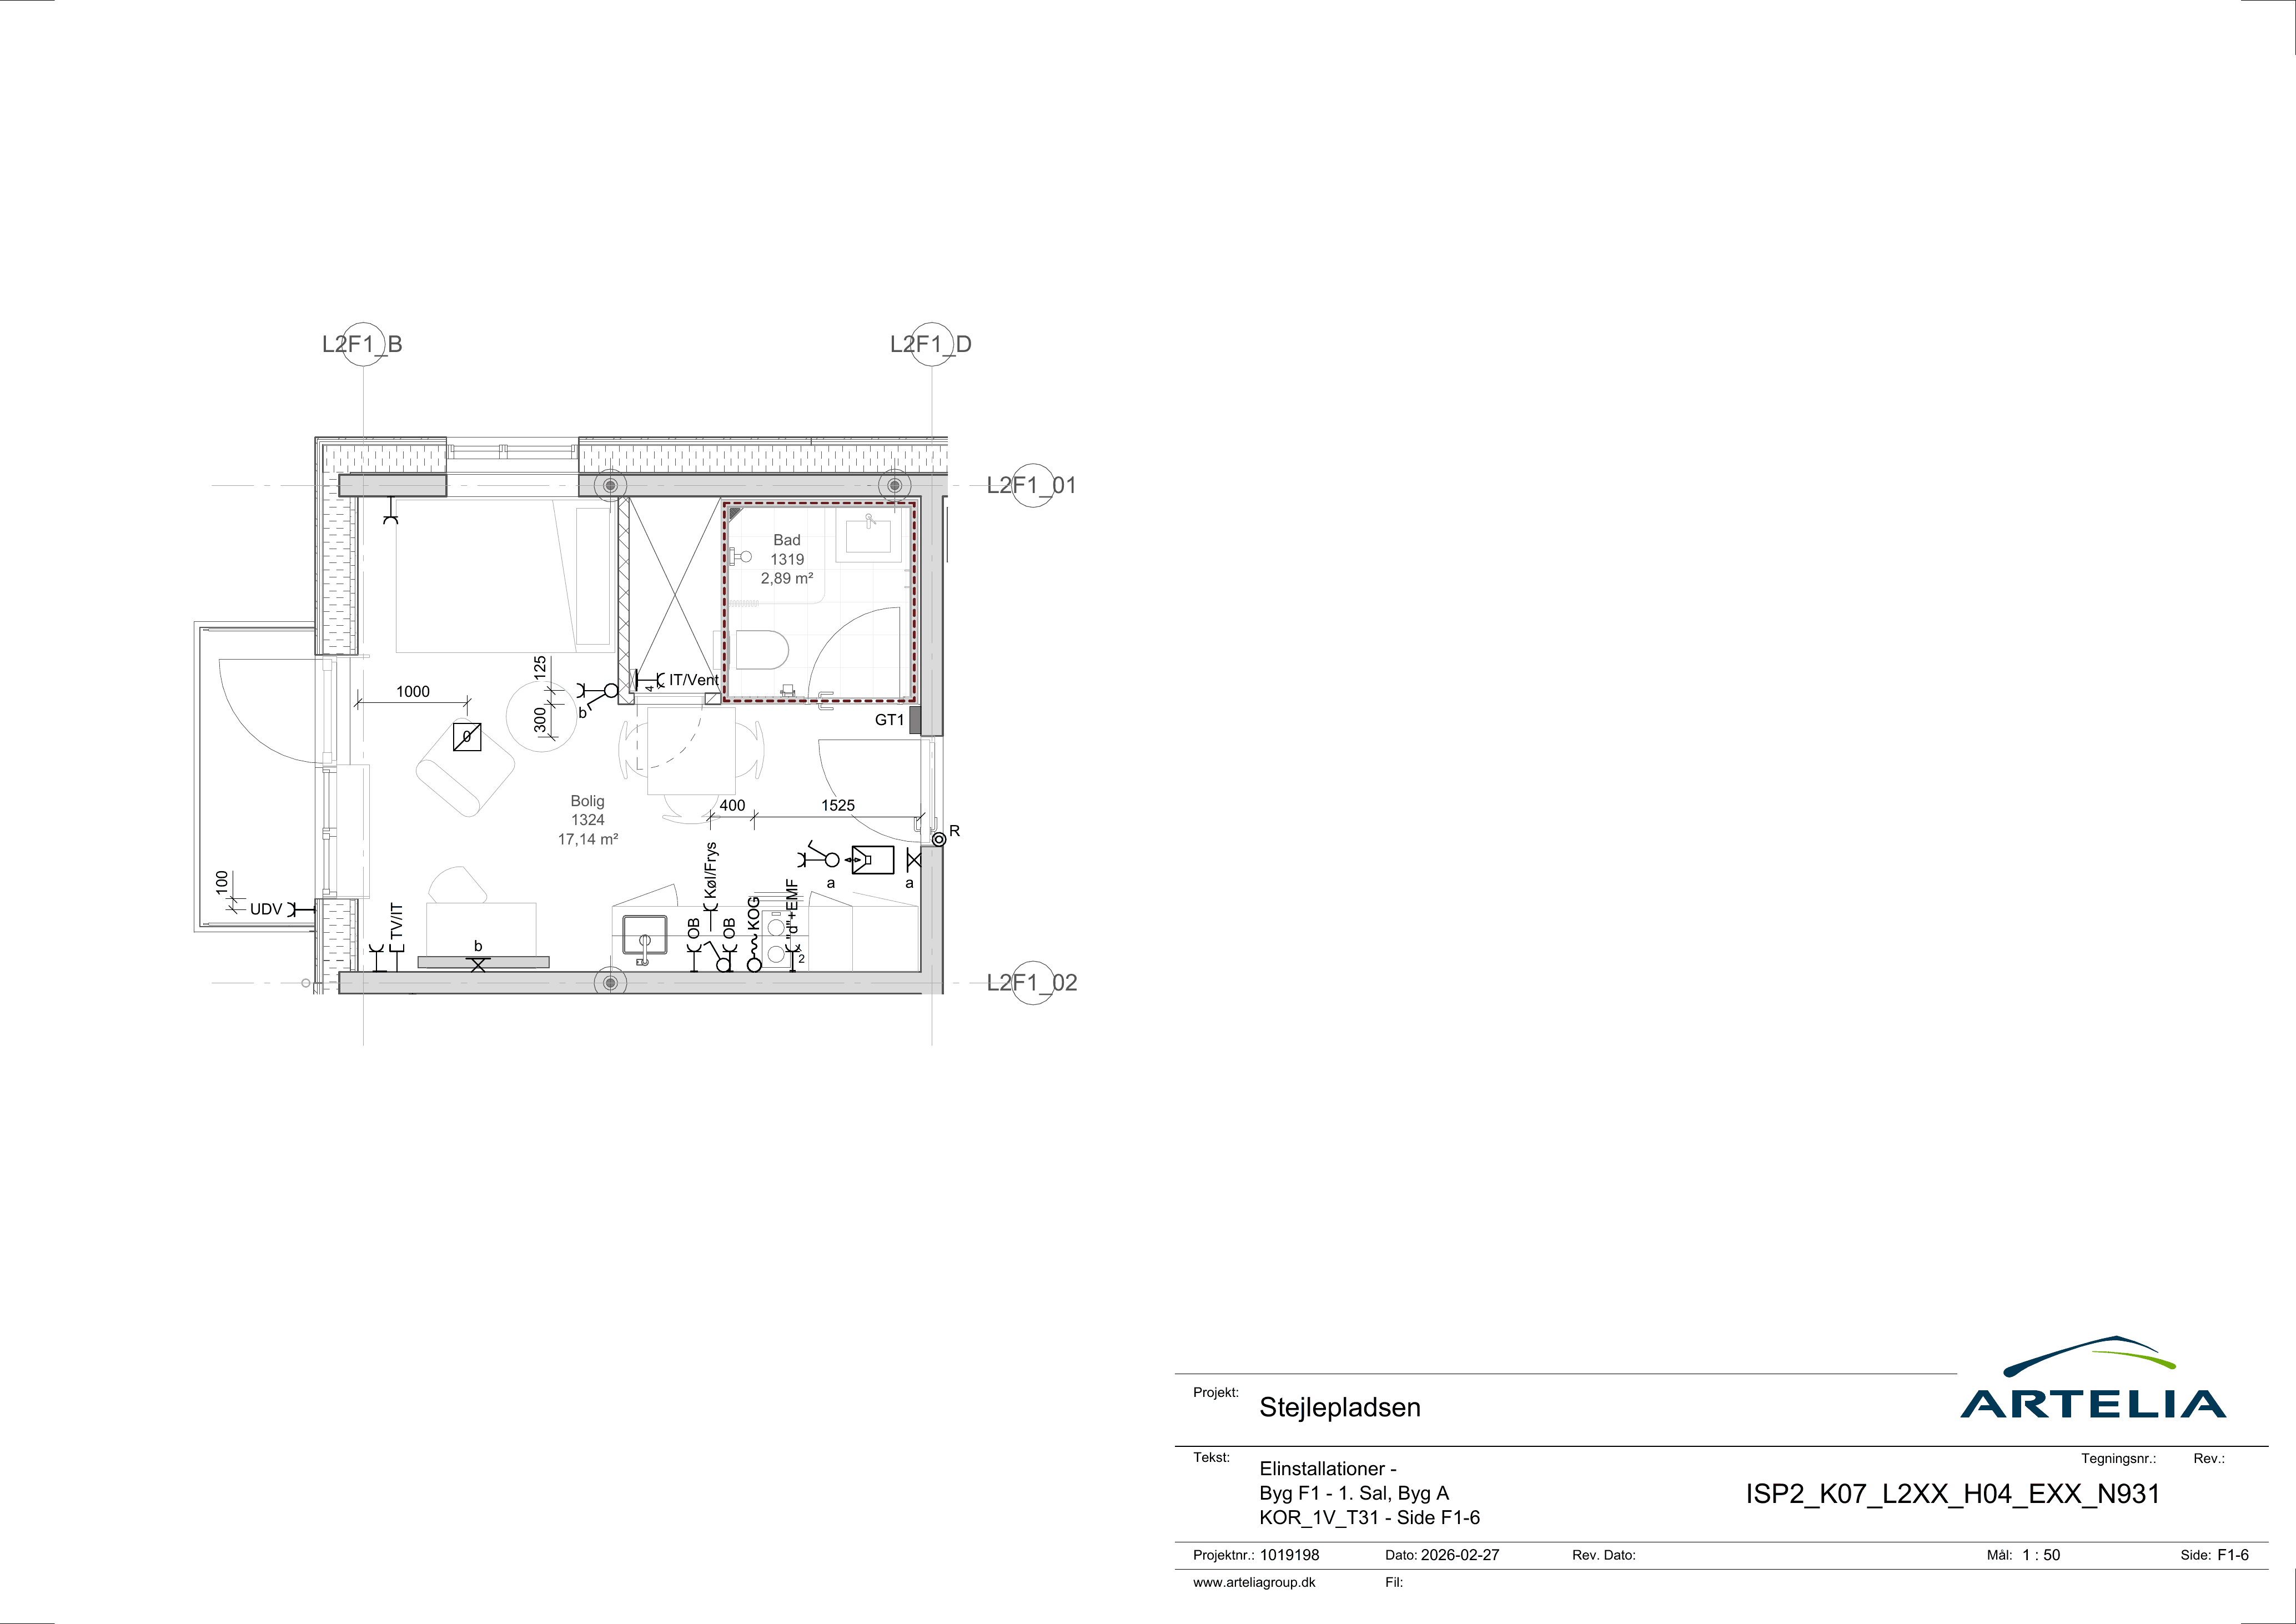 L2F1_B
L2F1_D
L2F1_01
Bad
1319
2,89 m²
125
IT/Vent
4
1000
b
300
GT1
0
Bolig
1324
17,14 m²
400
1525
R
Køl/Frys
a
a
100
UDV
TV/IT
b
OB
OB
KOG
"d"+EMF
2
L2F1_02
ARTELIA
Projekt:
Stejlepladsen
Tekst:
Elinstallationer -
Byg F1 - 1. Sal, Byg A
KOR_1V_T31 - Side F1-6
Tegningsnr.:
Rev.:
ISP2_K07_L2XX_H04_EXX_N931
Projektnr.: 1019198
Dato: 2026-02-27
Rev. Dato:
Mål: 1 : 50
Side: F1-6
www.arteliagroup.dk
Fil: